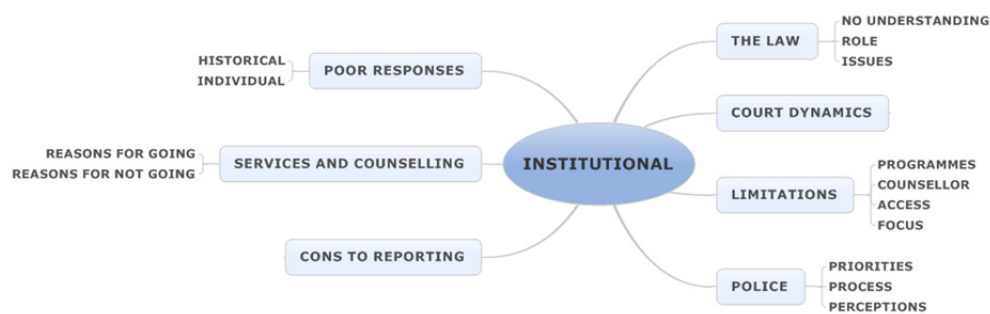 HISTORICAL
INDIVIDUAL
POOR RESPONSES
REASONS FOR GOING
REASONS FOR NOT GOING
SERVICES AND COUNSELLING
CONS TO REPORTING
INSTITUTIONAL
THE LAW
NO UNDERSTANDING
ROLE
ISSUES
COURT DYNAMICS
LIMITATIONS
PROGRAMMES
COUNSELLOR
ACCESS
FOCUS
POLICE
PRIORITIES
PROCESS
PERCEPTIONS